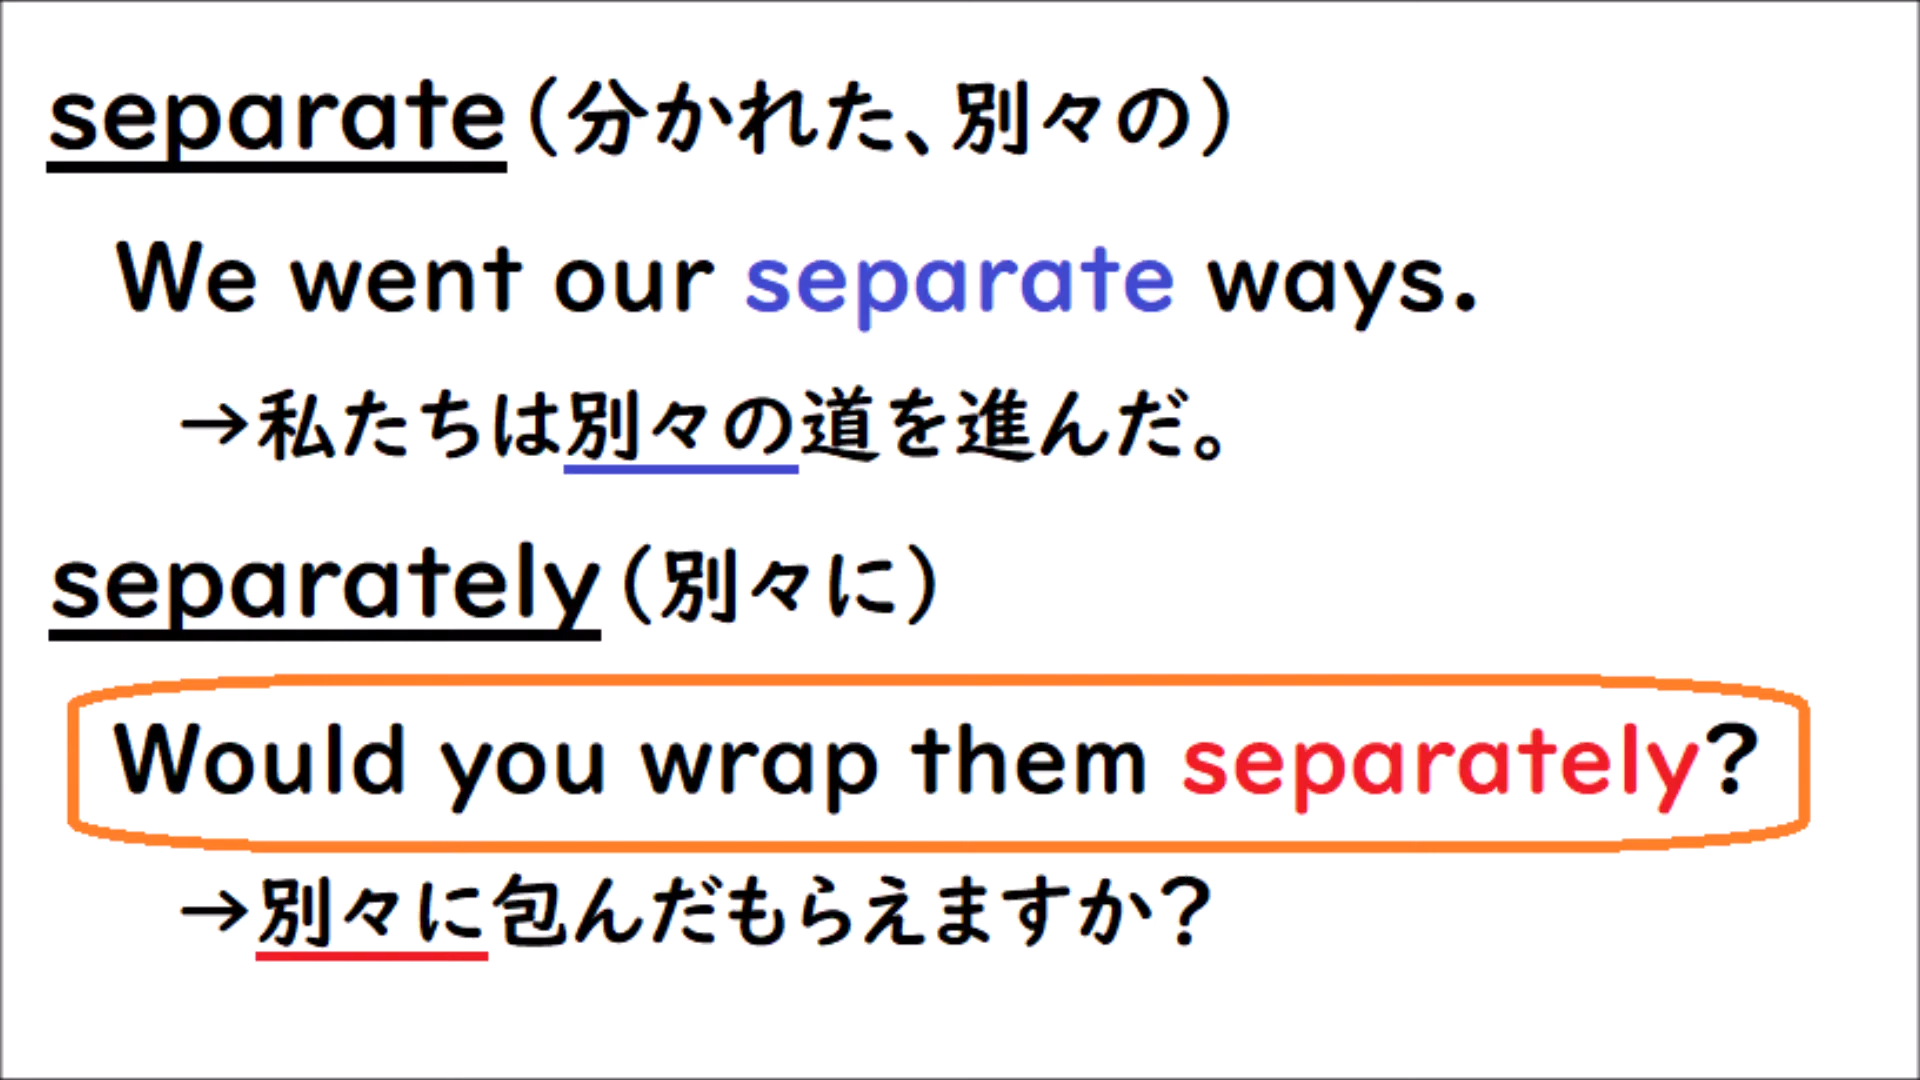 separate（分かれた、別々の）
We went our separate ways.
→私たちは別々の道を進んだ。
separately（別々に）
Would you wrap them separately?
→別々に包んだもらえますか？